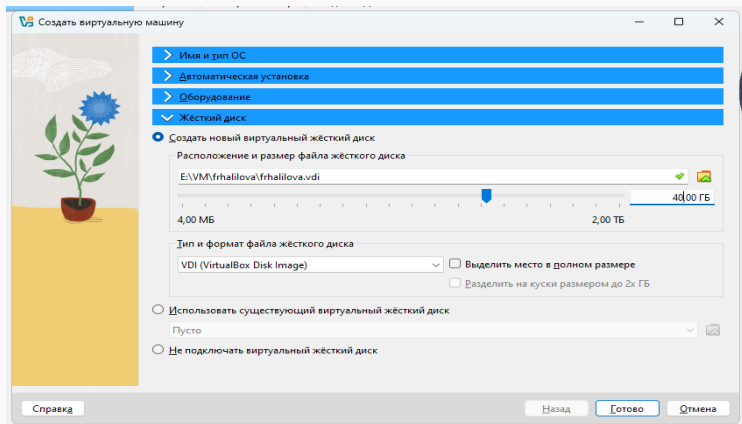 Создать виртуальную машину
Имя и тип ОС
Автоматическая установка
Оборудование
Жёсткий диск
Создать новый виртуальный жёсткий диск
Расположение и размер файла жёсткого диска
E:\VM\frhalilova\frhalilova.vdi
40,00 ГБ
4,00 МБ 2,00 ТБ
Тип и формат файла жёсткого диска
VDI (VirtualBox Disk Image) Выделить место в полном размере
Разделить на куски размером до 2х ГБ
Использовать существующий виртуальный жёсткий диск
Пусто
Не подключать виртуальный жёсткий диск
Справка Назад Готово Отмена